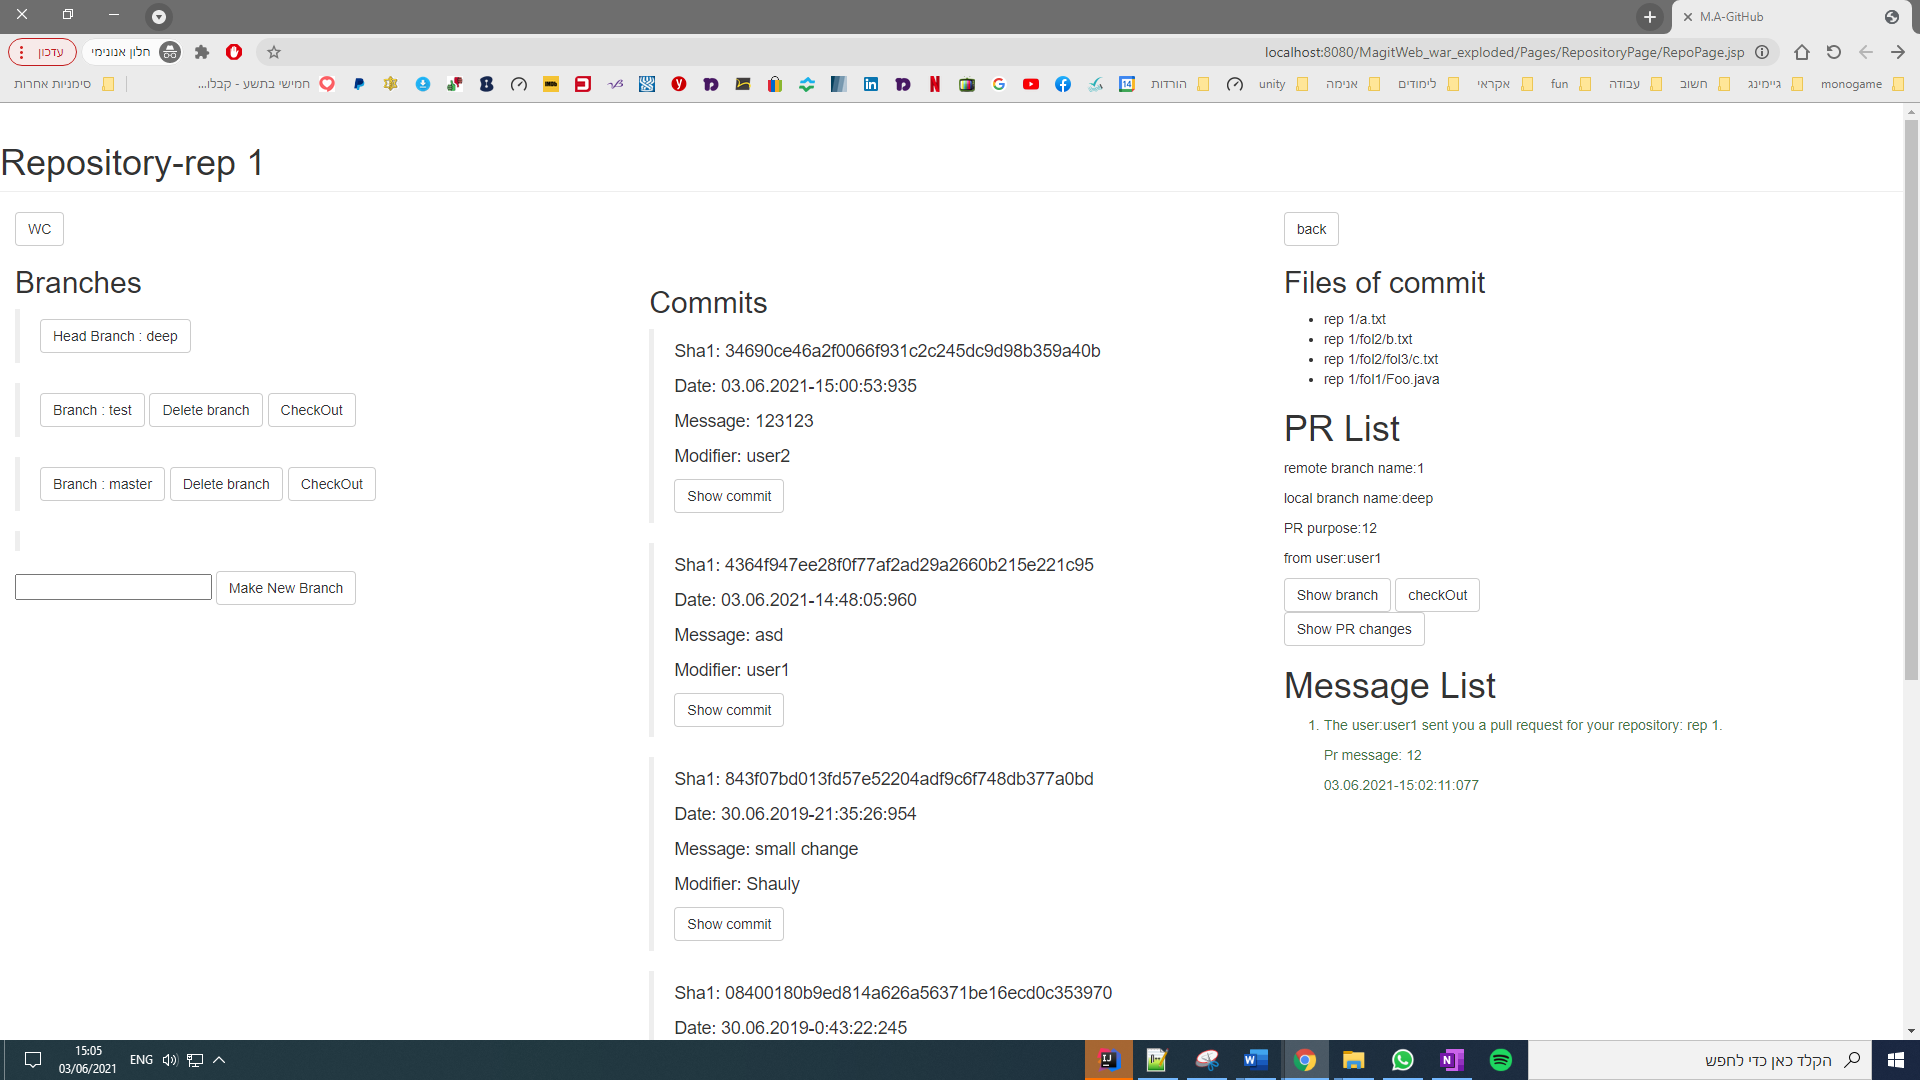 M.A-GitHub
עדכון
חלון אנונימי
localhost:8080/MagitWeb_war_exploded/Pages/RepositoryPage/RepoPage.jsp
סימניות אחרות
חמישי בתשע - קבלו...
הורדות
unity
אנימה
לימודים
אקראי
fun
עבודה
חשוב
גיימינג
monogame
Repository-rep 1
WC
Branches
Head Branch : deep
Branch : test Delete branch CheckOut
Branch : master Delete branch CheckOut
Make New Branch
Commits
Sha1: 34690ce46a2f0066f931c2c245dc9d98b359a40b
Date: 03.06.2021-15:00:53:935
Message: 123123
Modifier: user2
Show commit
Sha1: 4364f947ee28f0f77af2ad29a2660b215e221c95
Date: 03.06.2021-14:48:05:960
Message: asd
Modifier: user1
Show commit
Sha1: 843f07bd013fd57e52204adf9c6f748db377a0bd
Date: 30.06.2019-21:35:26:954
Message: small change
Modifier: Shauly
Show commit
Sha1: 08400180b9ed814a626a56371be16ecd0c353970
Date: 30.06.2019-0:43:22:245
back
Files of commit
• rep 1/a.txt
• rep 1/fol2/b.txt
• rep 1/fol2/fol3/c.txt
• rep 1/fol1/Foo.java
PR List
remote branch name:1
local branch name:deep
PR purpose:12
from user:user1
Show branch checkOut
Show PR changes
Message List
1. The user:user1 sent you a pull request for your repository: rep 1.
Pr message: 12
03.06.2021-15:02:11:077
15:05
03/06/2021
ENG
הקלד כאן כדי לחפש